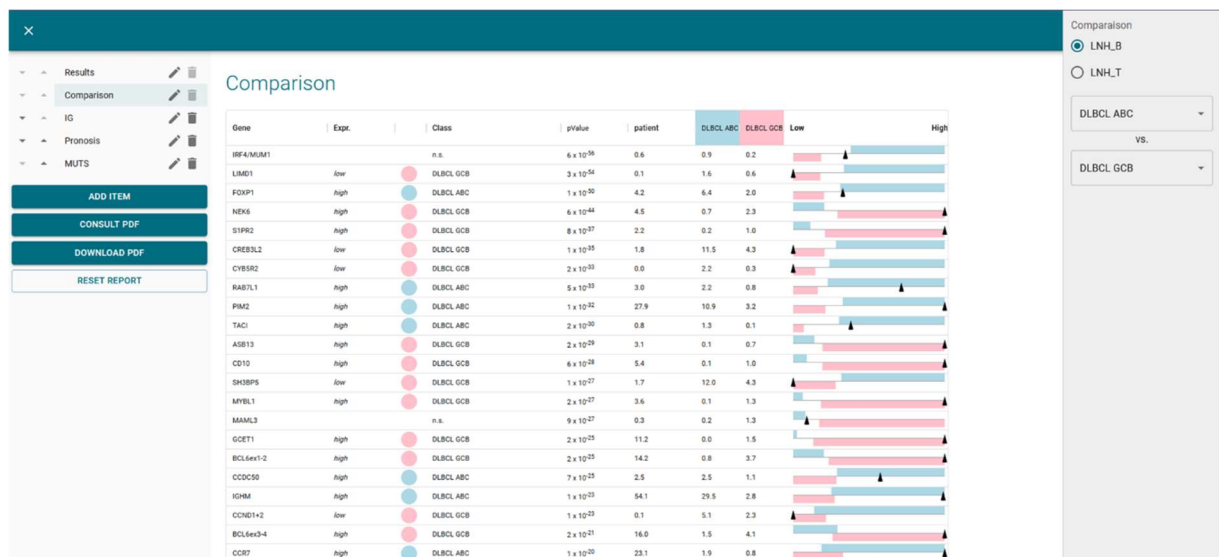 Comparaison
LNH_B
LNH_T
DLBCL ABC
vs.
DLBCL GCB
Results
Comparison
IG
Pronosis
MUTS
ADD ITEM
CONSULT PDF
DOWNLOAD PDF
RESET REPORT
Comparison
Gene Expr. Class pValue patient DLBCL ABC DLBCL GCB Low High
IRF4/MUM1 n.s. 6 x 10-56 0.6 0.9 0.2
LIMD1 low DLBCL GCB 3 x 10-54 0.1 1.6 0.6
FOXP1 high DLBCL ABC 1 x 10-50 4.2 6.4 2.0
NEK6 high DLBCL GCB 6 x 10-44 4.5 0.7 2.3
S1PR2 high DLBCL GCB 8 x 10-37 2.2 0.2 1.0
CREB3L2 low DLBCL GCB 1 x 10-35 1.8 11.5 4.3
CYB5R2 low DLBCL GCB 2 x 10-33 0.0 2.2 0.3
RAB7L1 high DLBCL ABC 5 x 10-33 3.0 2.2 0.8
PIM2 high DLBCL ABC 1 x 10-32 27.9 10.9 3.2
TACI high DLBCL ABC 2 x 10-30 0.8 1.3 0.1
ASB13 high DLBCL GCB 2 x 10-29 3.1 0.1 0.7
CD10 high DLBCL GCB 6 x 10-28 5.4 0.1 1.0
SH3BP5 low DLBCL GCB 1 x 10-27 1.7 12.0 4.3
MYBL1 high DLBCL GCB 2 x 10-27 3.6 0.1 1.3
MAML3 n.s. 9 x 10-27 0.3 0.2 1.3
GCET1 high DLBCL GCB 2 x 10-25 11.2 0.0 1.5
BCL6ex1-2 high DLBCL GCB 2 x 10-25 14.2 0.8 3.7
CCDC50 high DLBCL ABC 7 x 10-25 2.5 2.5 1.1
IGHM high DLBCL ABC 1 x 10-23 54.1 29.5 2.8
CCND1+2 low DLBCL GCB 1 x 10-23 0.1 5.1 2.3
BCL6ex3-4 high DLBCL GCB 2 x 10-21 16.0 1.5 4.1
CCR7 high DLBCL ABC 1 x 10-20 23.1 1.9 0.8